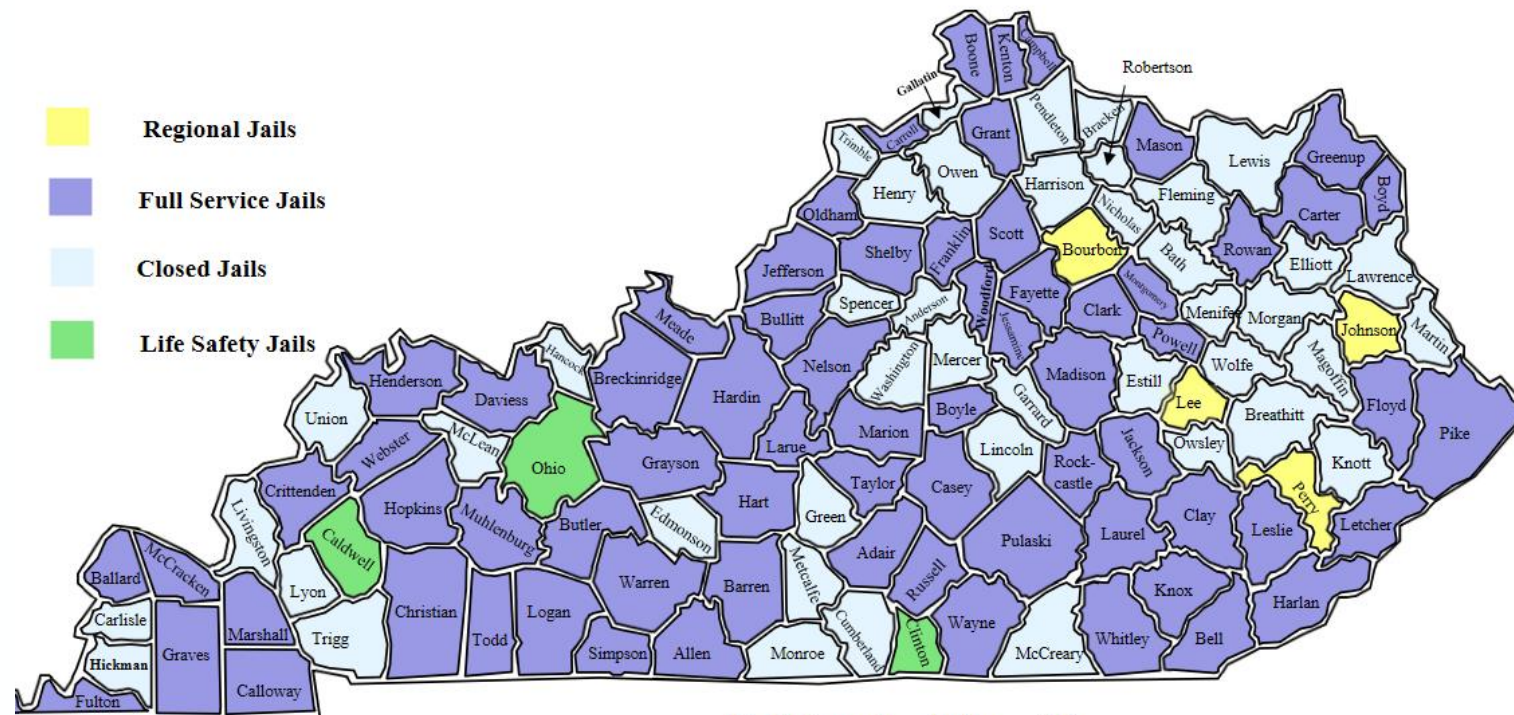 Regional Jails
Full Service Jails
Closed Jails
Life Safety Jails
Boone
Kenton
Campbell
Gallatin
Robertson
Pendleton
Bracken
Carroll
Grant
Mason
Trimble
Lewis
Greenup
Owen
Harrison
Fleming
Boyd
Henry
Oldham
Nicholas
Carter
Scott
Franklin
Shelby
Bourbon
Bath
Rowan
Elliott
Jefferson
Lawrence
Spencer
Anderson
Woodford
Fayette
Montgomery
Clark
Menifee
Morgan
Johnson
Martin
Bullitt
Meade
Jessamine
Powell
Wolfe
Magoffin
Hancock
Breckinridge
Nelson
Washington
Mercer
Madison
Estill
Henderson
Daviess
Hardin
Garrard
Lee
Breathitt
Floyd
Pike
Union
Boyle
McLean
Larue
Marion
Lincoln
Owsley
Webster
Ohio
Grayson
Rock-
castle
Jackson
Knott
Crittenden
Hopkins
Hart
Taylor
Casey
Perry
Livingston
Muhlenburg
Butler
Edmonson
Green
Pulaski
Laurel
Clay
Leslie
Letcher
Caldwell
Adair
Ballard
McCracken
Lyon
Warren
Barren
Metcalfe
Russell
Knox
Harlan
Carlisle
Christian
Todd
Logan
Cumberland
Wayne
Marshall
Trigg
Whitley
Bell
Hickman
Graves
Simpson
Allen
Monroe
Clinton
McCreary
Calloway
Fulton